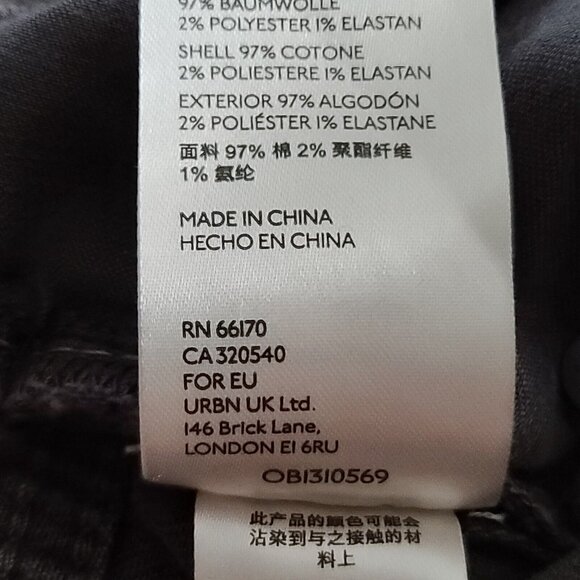 97% BAUMWOLLE
2% POLYESTER 1% ELASTAN
SHELL 97% COTONE
2% POLIESTERE 1% ELASTAN
EXTERIOR 97% ALGODÓN
2% POLIÉSTER 1% ELASTANE
面料 97% 棉 2% 聚酯纤维
1% 氨纶
MADE IN CHINA
HECHO EN CHINA
RN 66170
CA 320540
FOR EU
URBN UK Ltd.
146 Brick Lane,
LONDON E1 6RU
OB1310569
此产品的顔色可能会
沾染到与之接触的材
料上